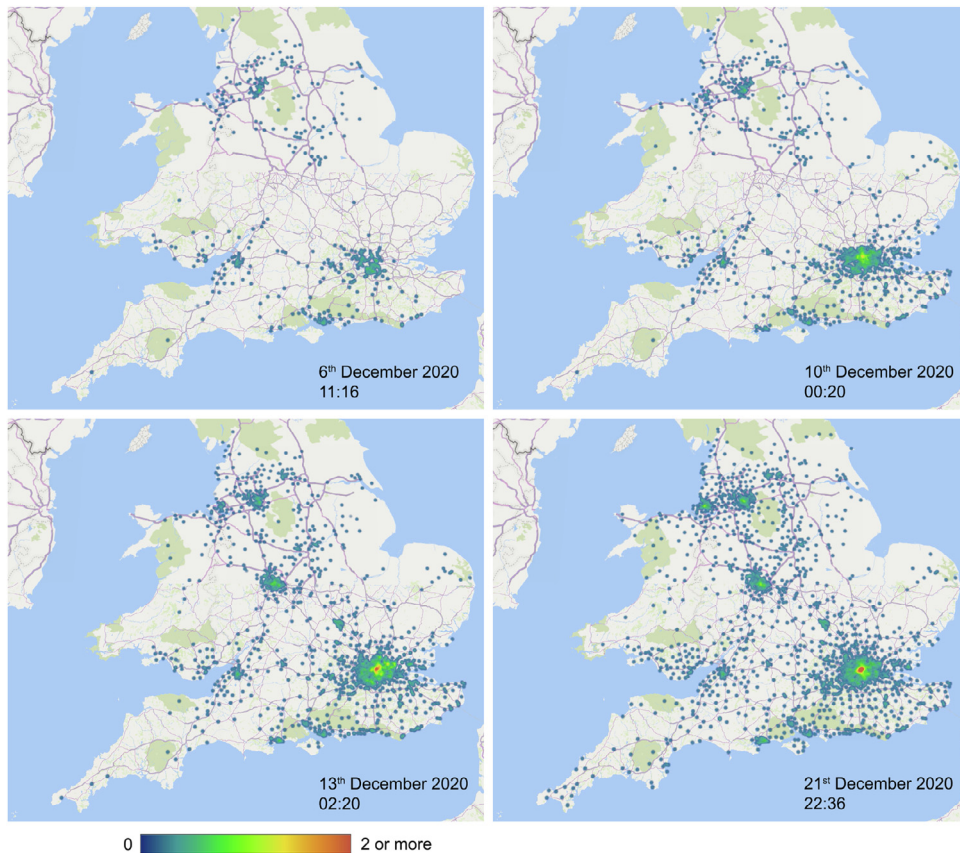 6th December 2020
11:16
10th December 2020
00:20
13th December 2020
02:20
21st December 2020
22:36
0 2 or more